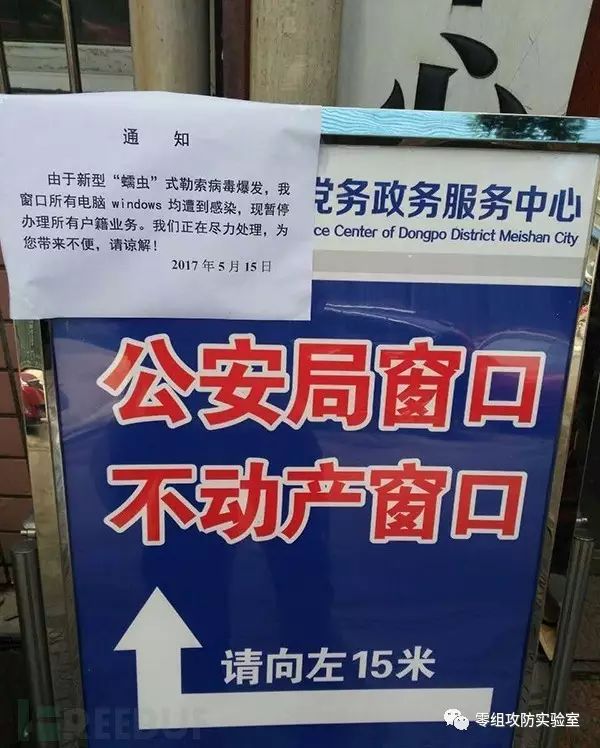 心
通 知
由于新型“蠕虫”式勒索病毒爆发，我
窗口所有电脑 windows 均遭到感染，现暂停
办理所有户籍业务。我们正在尽力处理，为
您带来不便，请谅解！
2017 年 5 月 15 日
党务政务服务中心
ce Center of Dongpo District Meishan City
公安局窗口
不动产窗口
请向左15米
REEBUF
零组攻防实验室